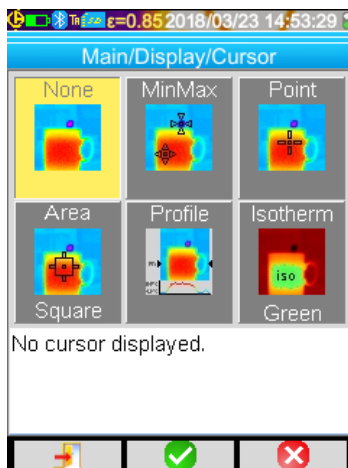 ε=0.85 2018/03/23 14:53:29
Main/Display/Cursor
None MinMax Point
Area Profile Isotherm
iso
Square Green
No cursor displayed.